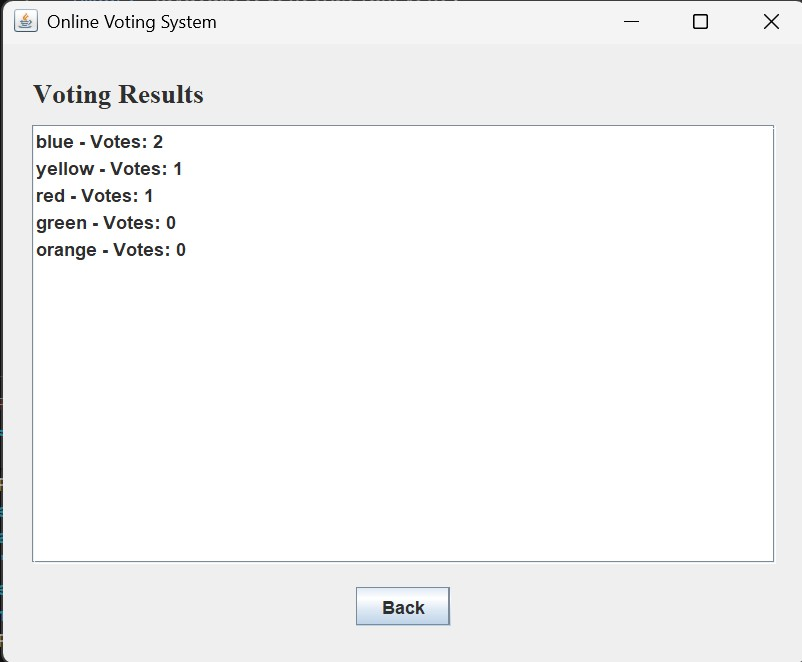 Online Voting System
Voting Results
blue - Votes: 2
yellow - Votes: 1
red - Votes: 1
green - Votes: 0
orange - Votes: 0
Back